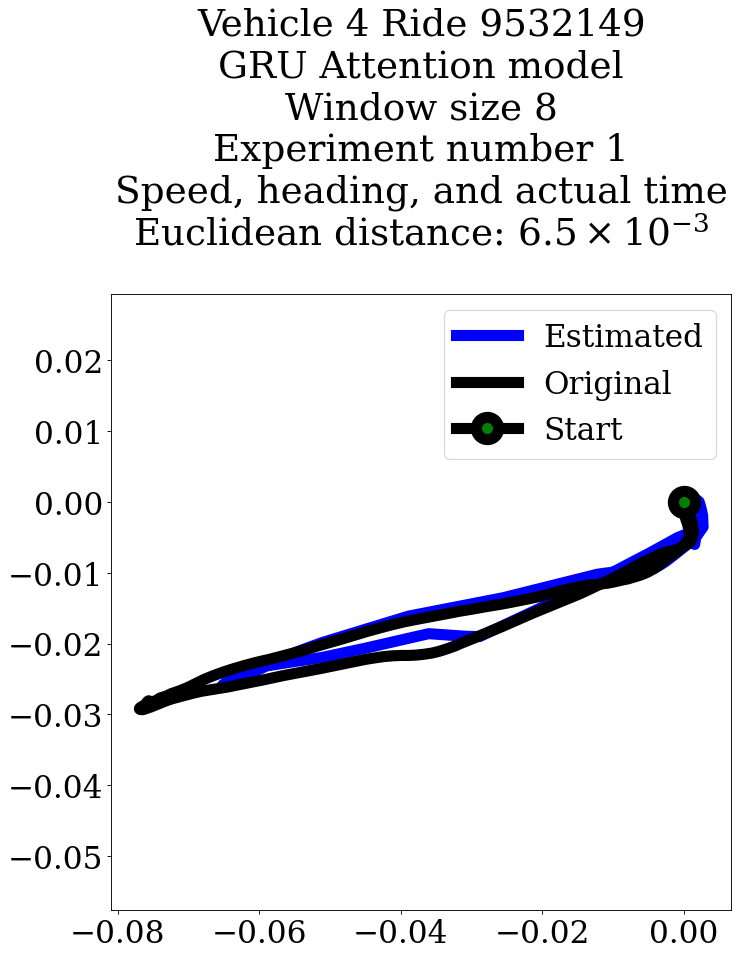 Vehicle 4 Ride 9532149
GRU Attention model
Window size 8
Experiment number 1
Speed, heading, and actual time
Euclidean distance: 6.5 × 10⁻³
Estimated
Original
Start
0.02
0.01
0.00
−0.01
−0.02
−0.03
−0.04
−0.05
−0.08 −0.06 −0.04 −0.02 0.00